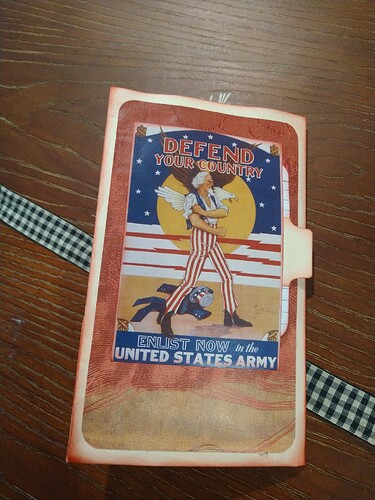 DEFEND
YOUR COUNTRY
ENLIST NOW in the
UNITED STATES ARMY